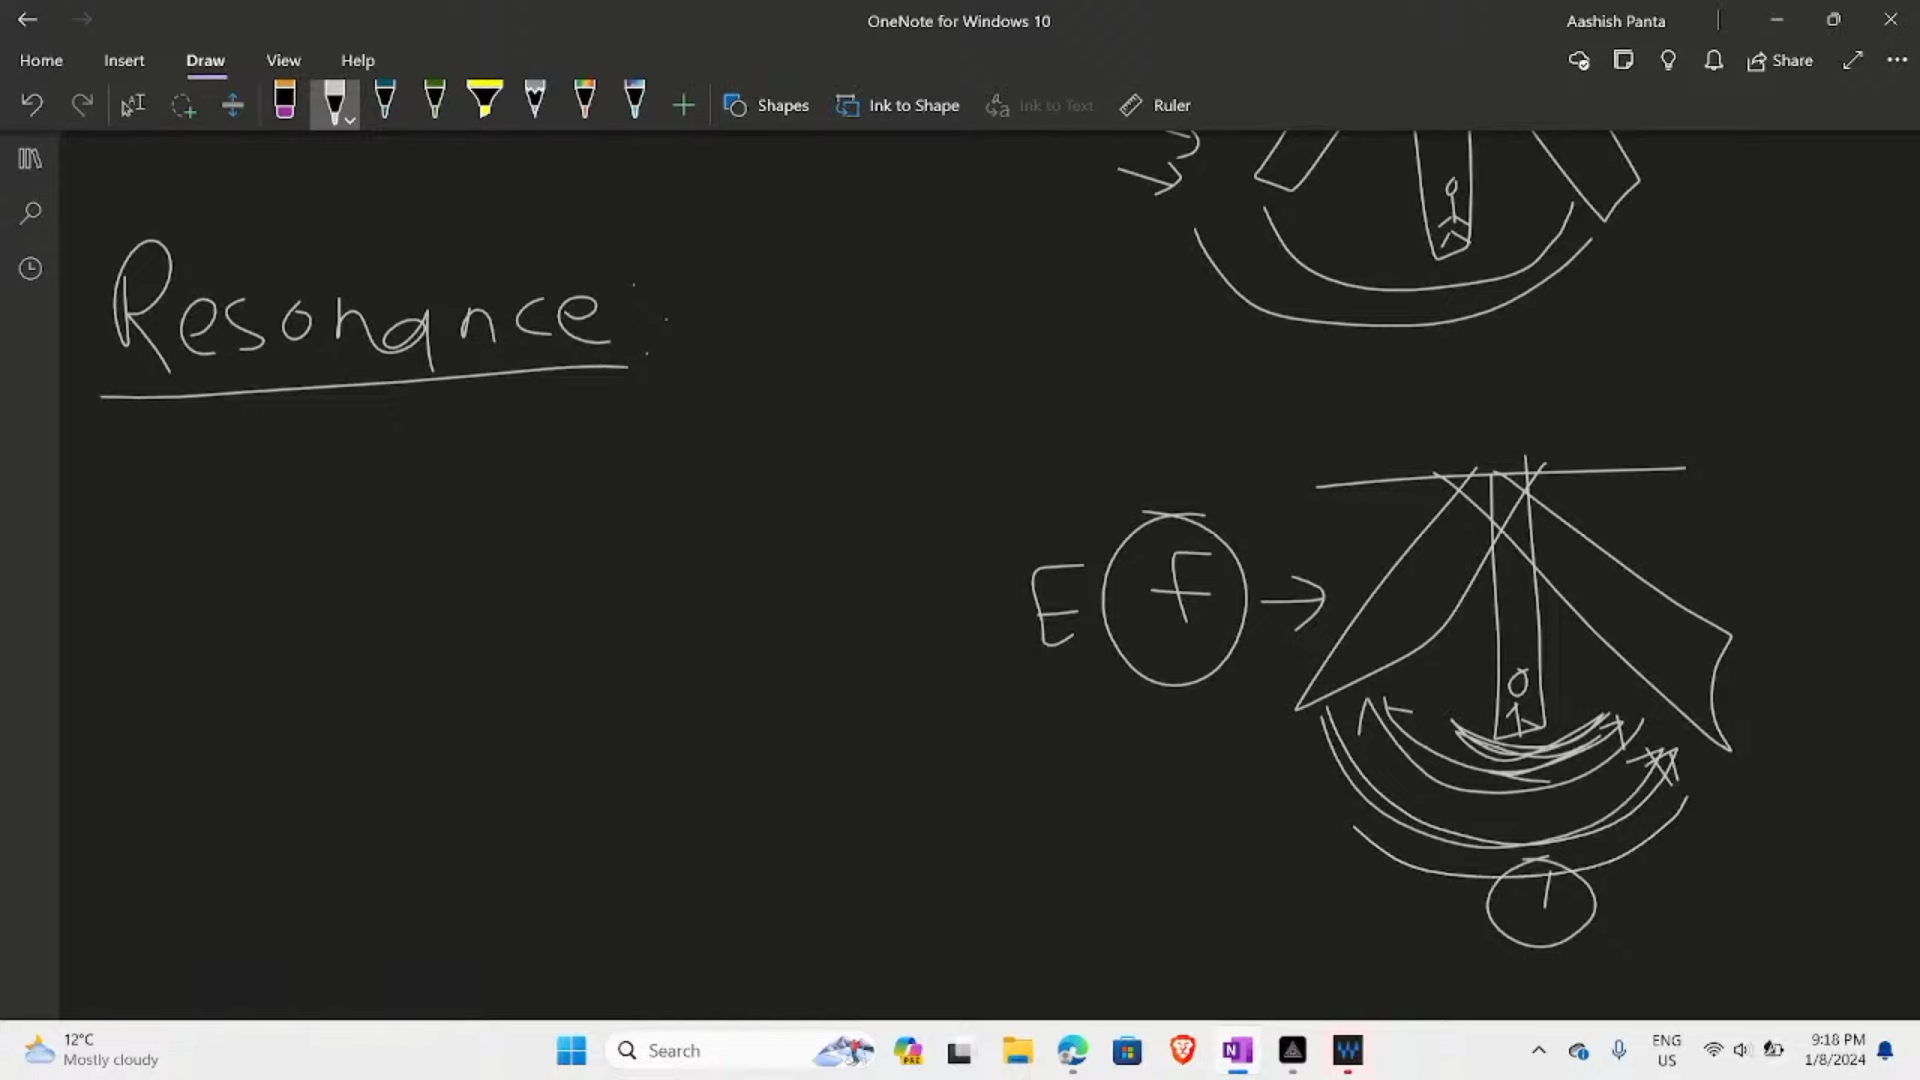 OneNote for Windows 10
Aashish Panta
Home Insert Draw View Help
Share
Shapes Ink to Shape Ink to Text Ruler
Resonance:
E F
12°C
Mostly cloudy
Search
PRE
ENG
US
9:18 PM
1/8/2024